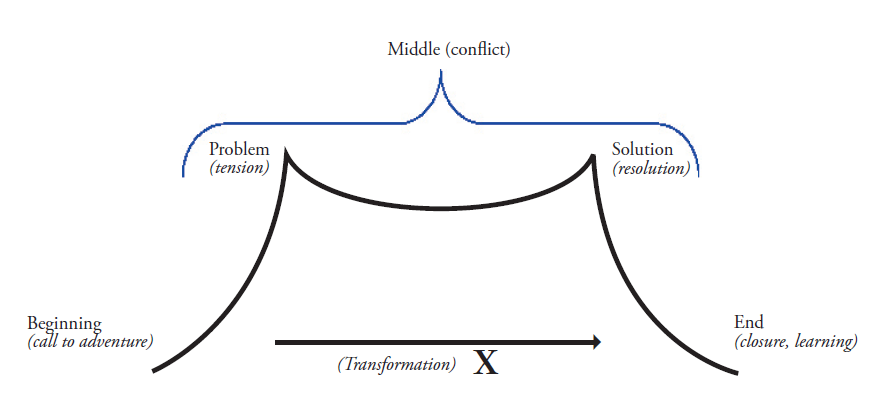 Middle (conflict)
Problem
(tension)
Solution
(resolution)
Beginning
(call to adventure)
End
(closure, learning)
(Transformation) X